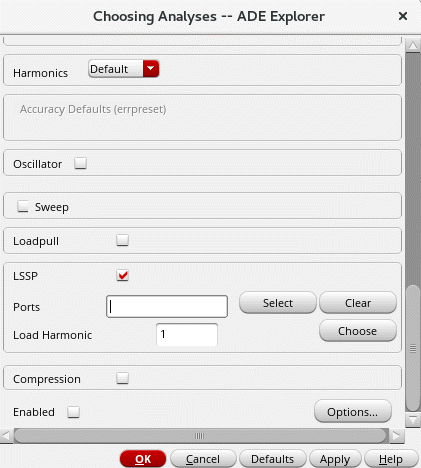 Choosing Analyses -- ADE Explorer
Harmonics Default
Accuracy Defaults (errpreset)
Oscillator
Sweep
Loadpull
LSSP
Ports Select Clear
Load Harmonic 1 Choose
Compression
Enabled Options...
OK Cancel Defaults Apply Help